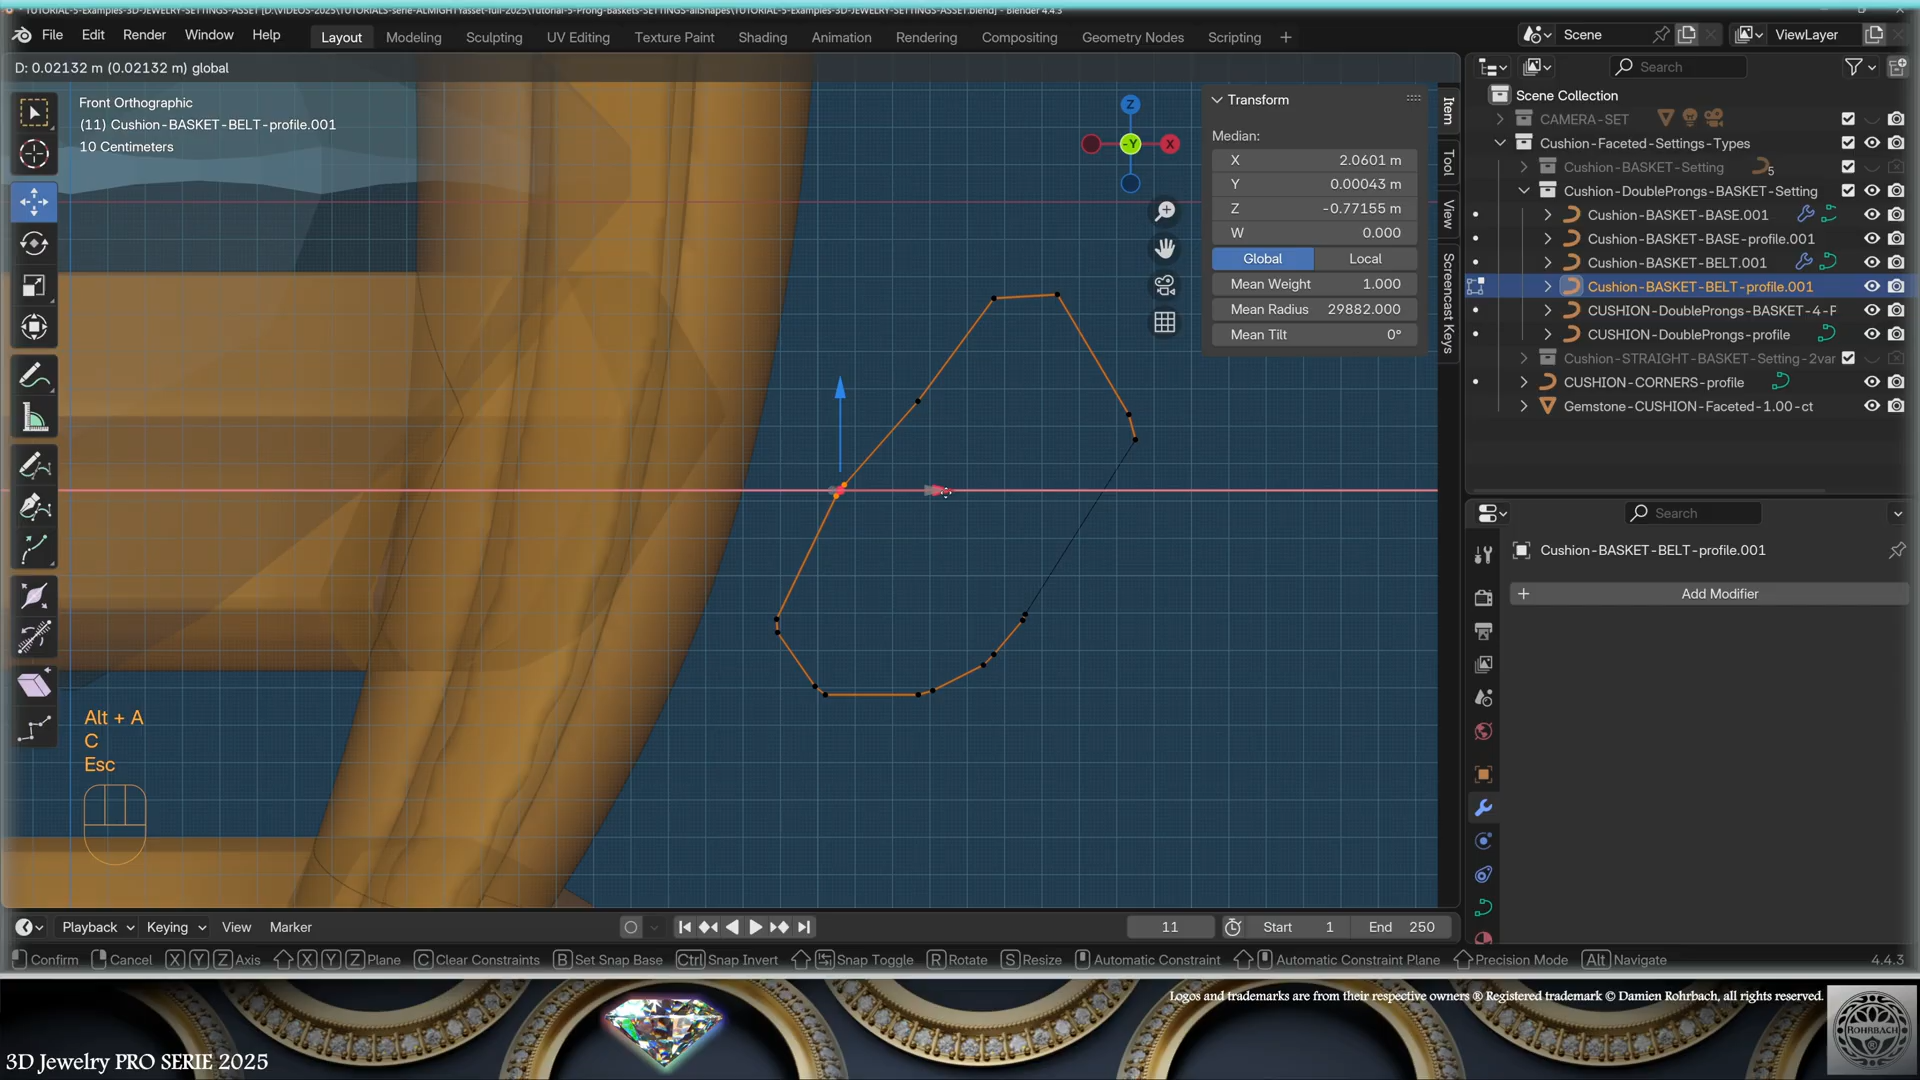 TUTORIAL-5-Examples-3D-JEWELRY-SETTINGS-ASSET [D:\VIDEOS-2025\TUTORIALS-serie-ALMIGHTYasset-full-2025\Tutorial-5-Prong-Baskets-SETTINGS-allShapes\TUTORIAL-5-Examples-3D-JEWELRY-SETTINGS-ASSET.blend] - Blender 4.4.3
File Edit Render Window Help Layout Modeling Sculpting UV Editing Texture Paint Shading Animation Rendering Compositing Geometry Nodes Scripting + Scene ViewLayer
D: 0.02132 m (0.02132 m) global
Search
Front Orthographic
(11) Cushion-BASKET-BELT-profile.001
10 Centimeters
Z
-Y
X
Transform
Median:
X 2.0601 m
Y 0.00043 m
Z -0.77155 m
W 0.000
Global Local
Mean Weight 1.000
Mean Radius 29882.000
Mean Tilt 0°
Item
Tool
View
Screencast Keys
Scene Collection
CAMERA-SET
Cushion-Faceted-Settings-Types
Cushion-BASKET-Setting 5
Cushion-DoubleProngs-BASKET-Setting
Cushion-BASKET-BASE.001
Cushion-BASKET-BASE-profile.001
Cushion-BASKET-BELT.001
Cushion-BASKET-BELT-profile.001
CUSHION-DoubleProngs-BASKET-4-P
CUSHION-DoubleProngs-profile
Cushion-STRAIGHT-BASKET-Setting-2var
CUSHION-CORNERS-profile
Gemstone-CUSHION-Faceted-1.00-ct
Search
Cushion-BASKET-BELT-profile.001
+ Add Modifier
Alt + A
C
Esc
Playback Keying View Marker 11 Start 1 End 250
Confirm Cancel X Y Z Axis X Y Z Plane C Clear Constraints B Set Snap Base Ctrl Snap Invert Snap Toggle R Rotate S Resize Automatic Constraint Automatic Constraint Plane Precision Mode Alt Navigate 4.4.3
Logos and trademarks are from their respective owners ® Registered trademark © Damien Rohrbach, all rights reserved.
ROHRBACH
3D Jewelry PRO SERIE 2025